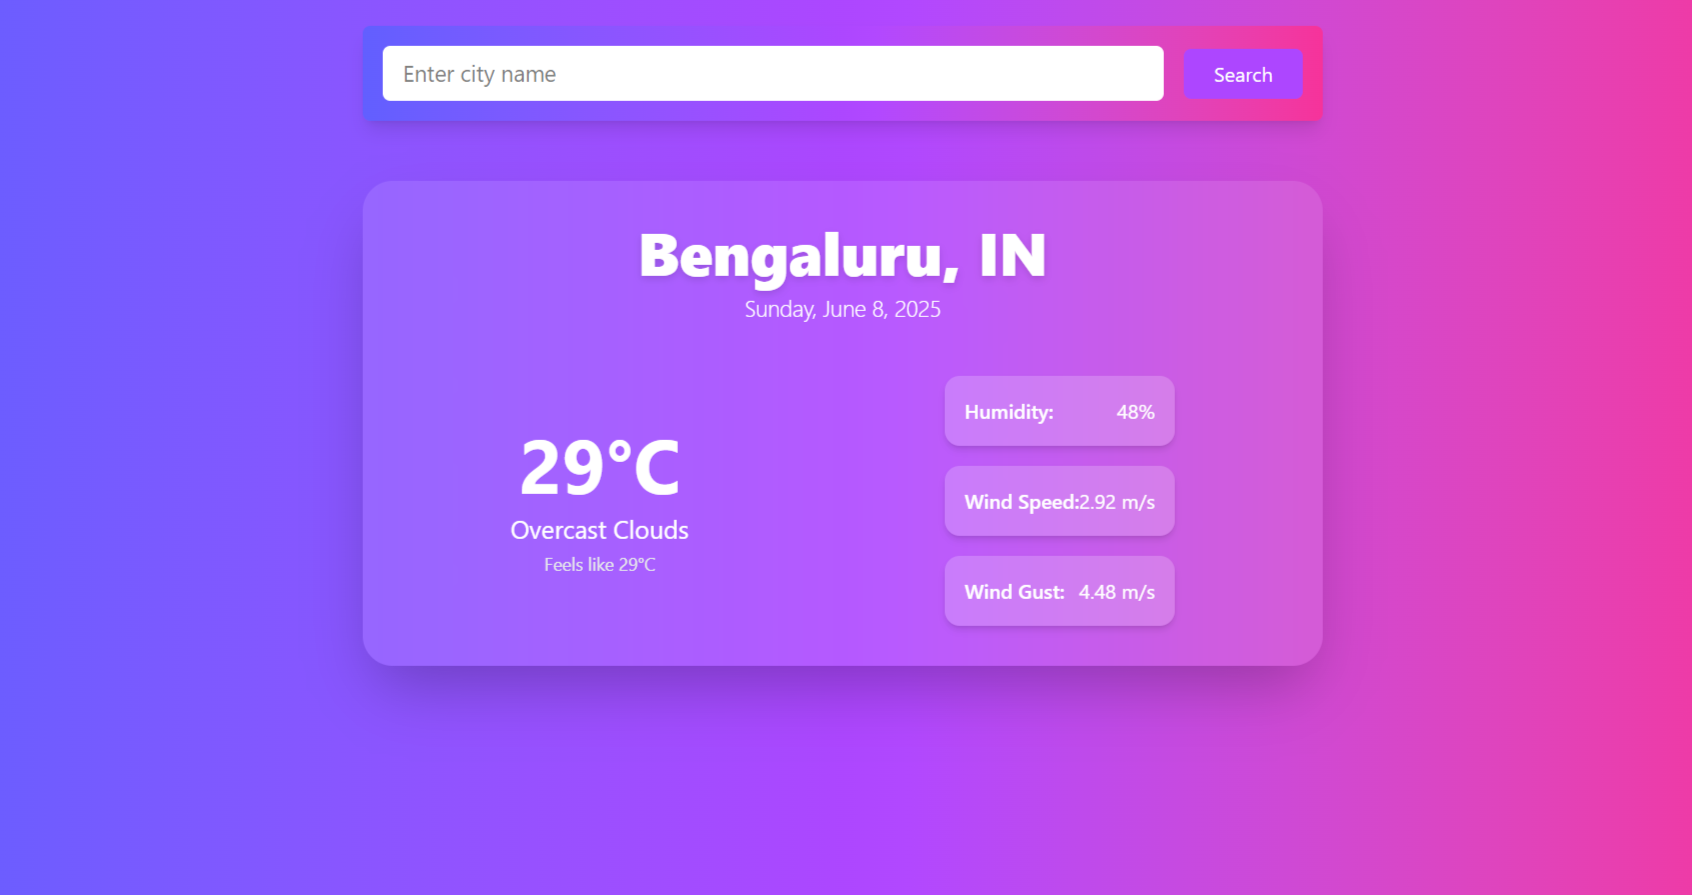 Enter city name
Search
Bengaluru, IN
Sunday, June 8, 2025
29°C
Overcast Clouds
Feels like 29°C
Humidity: 48%
Wind Speed:2.92 m/s
Wind Gust: 4.48 m/s